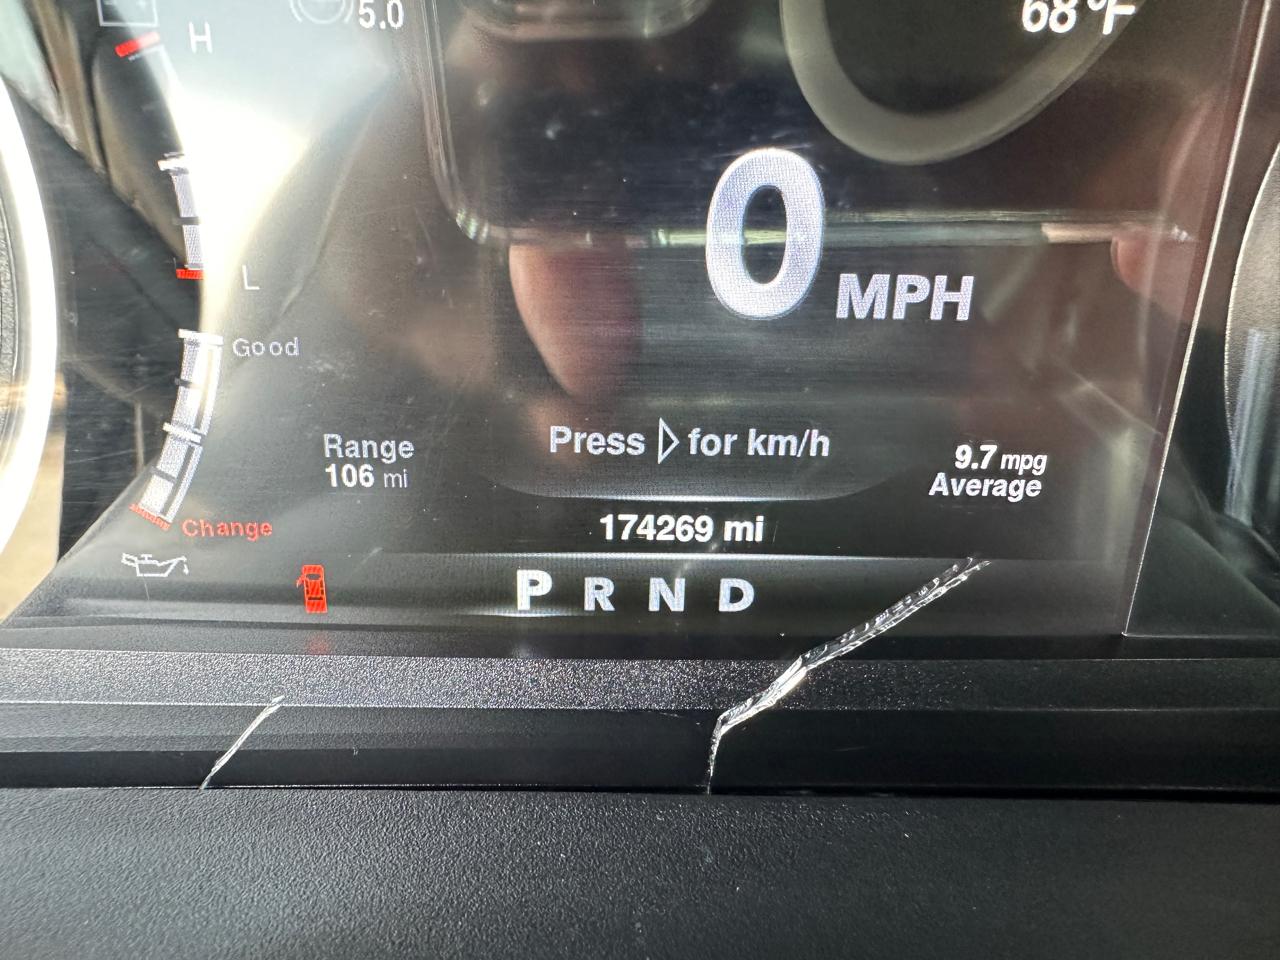 5.0
68°F
H
L
0 MPH
Good
Range
106 mi
Press ▷ for km/h
9.7 mpg
Average
Change
174269 mi
P R N D